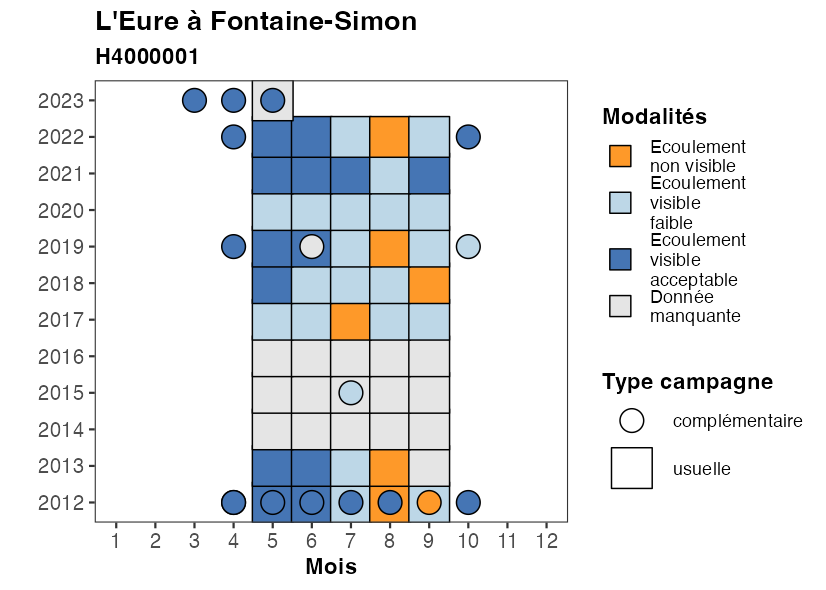 L'Eure à Fontaine-Simon
H4000001
2023
2022
2021
2020
2019
2018
2017
2016
2015
2014
2013
2012
1 2 3 4 5 6 7 8 9 10 11 12
Mois
Modalités
Ecoulement
non visible
Ecoulement
visible
faible
Ecoulement
visible
acceptable
Donnée
manquante
Type campagne
complémentaire
usuelle